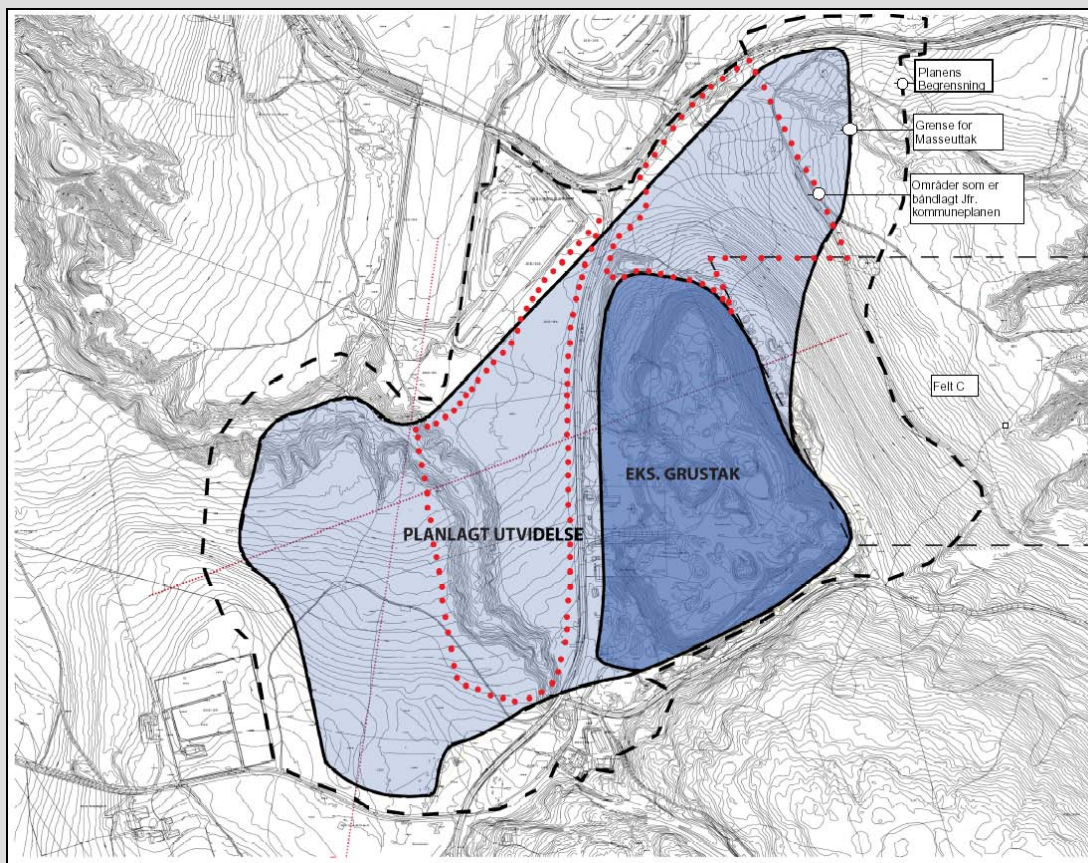 Planens
Begrensning
Grense for
Masseuttak
Områder som er
båndlagt Jfr.
kommuneplanen
Felt C
EKS. GRUSTAK
PLANLAGT UTVIDELSE